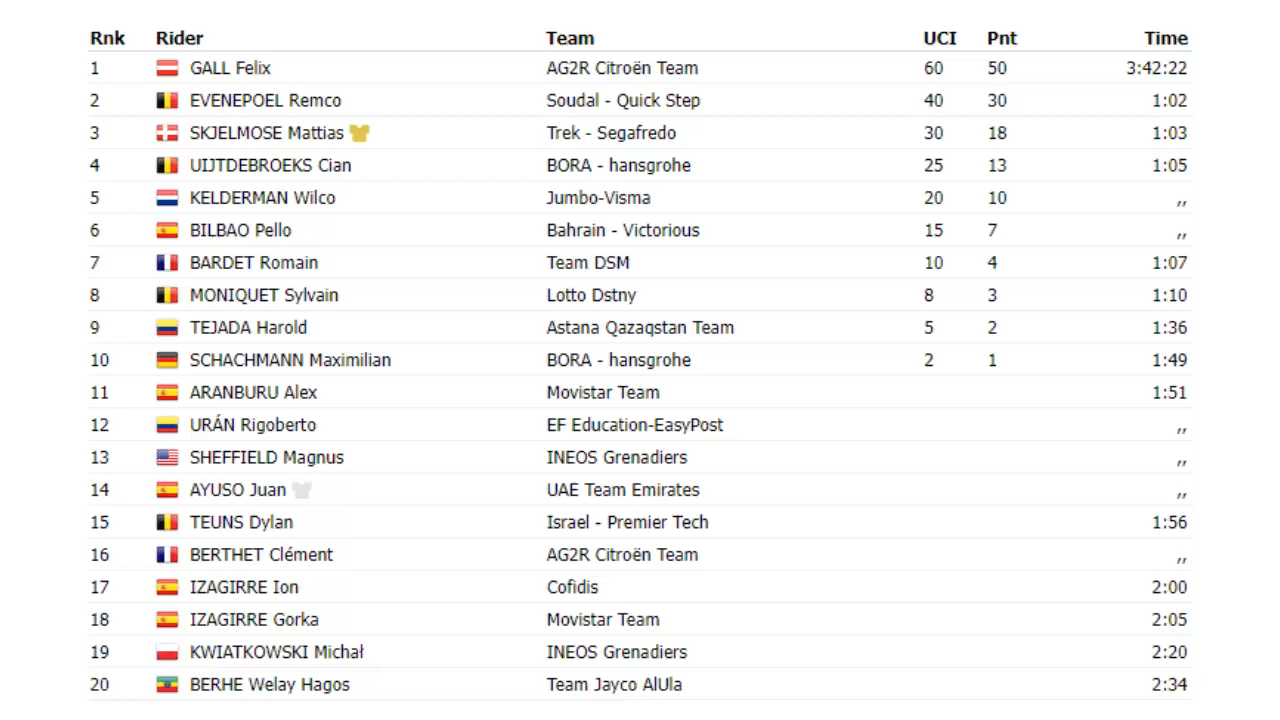 Rnk Rider Team UCI Pnt Time
1 GALL Felix AG2R Citroën Team 60 50 3:42:22
2 EVENEPOEL Remco Soudal - Quick Step 40 30 1:02
3 SKJELMOSE Mattias Trek - Segafredo 30 18 1:03
4 UIJTDEBROEKS Cian BORA - hansgrohe 25 13 1:05
5 KELDERMAN Wilco Jumbo-Visma 20 10 ,,
6 BILBAO Pello Bahrain - Victorious 15 7 ,,
7 BARDET Romain Team DSM 10 4 1:07
8 MONIQUET Sylvain Lotto Dstny 8 3 1:10
9 TEJADA Harold Astana Qazaqstan Team 5 2 1:36
10 SCHACHMANN Maximilian BORA - hansgrohe 2 1 1:49
11 ARANBURU Alex Movistar Team 1:51
12 URÁN Rigoberto EF Education-EasyPost ,,
13 SHEFFIELD Magnus INEOS Grenadiers ,,
14 AYUSO Juan UAE Team Emirates ,,
15 TEUNS Dylan Israel - Premier Tech 1:56
16 BERTHET Clément AG2R Citroën Team ,,
17 IZAGIRRE Ion Cofidis 2:00
18 IZAGIRRE Gorka Movistar Team 2:05
19 KWIATKOWSKI Michał INEOS Grenadiers 2:20
20 BERHE Welay Hagos Team Jayco AlUla 2:34